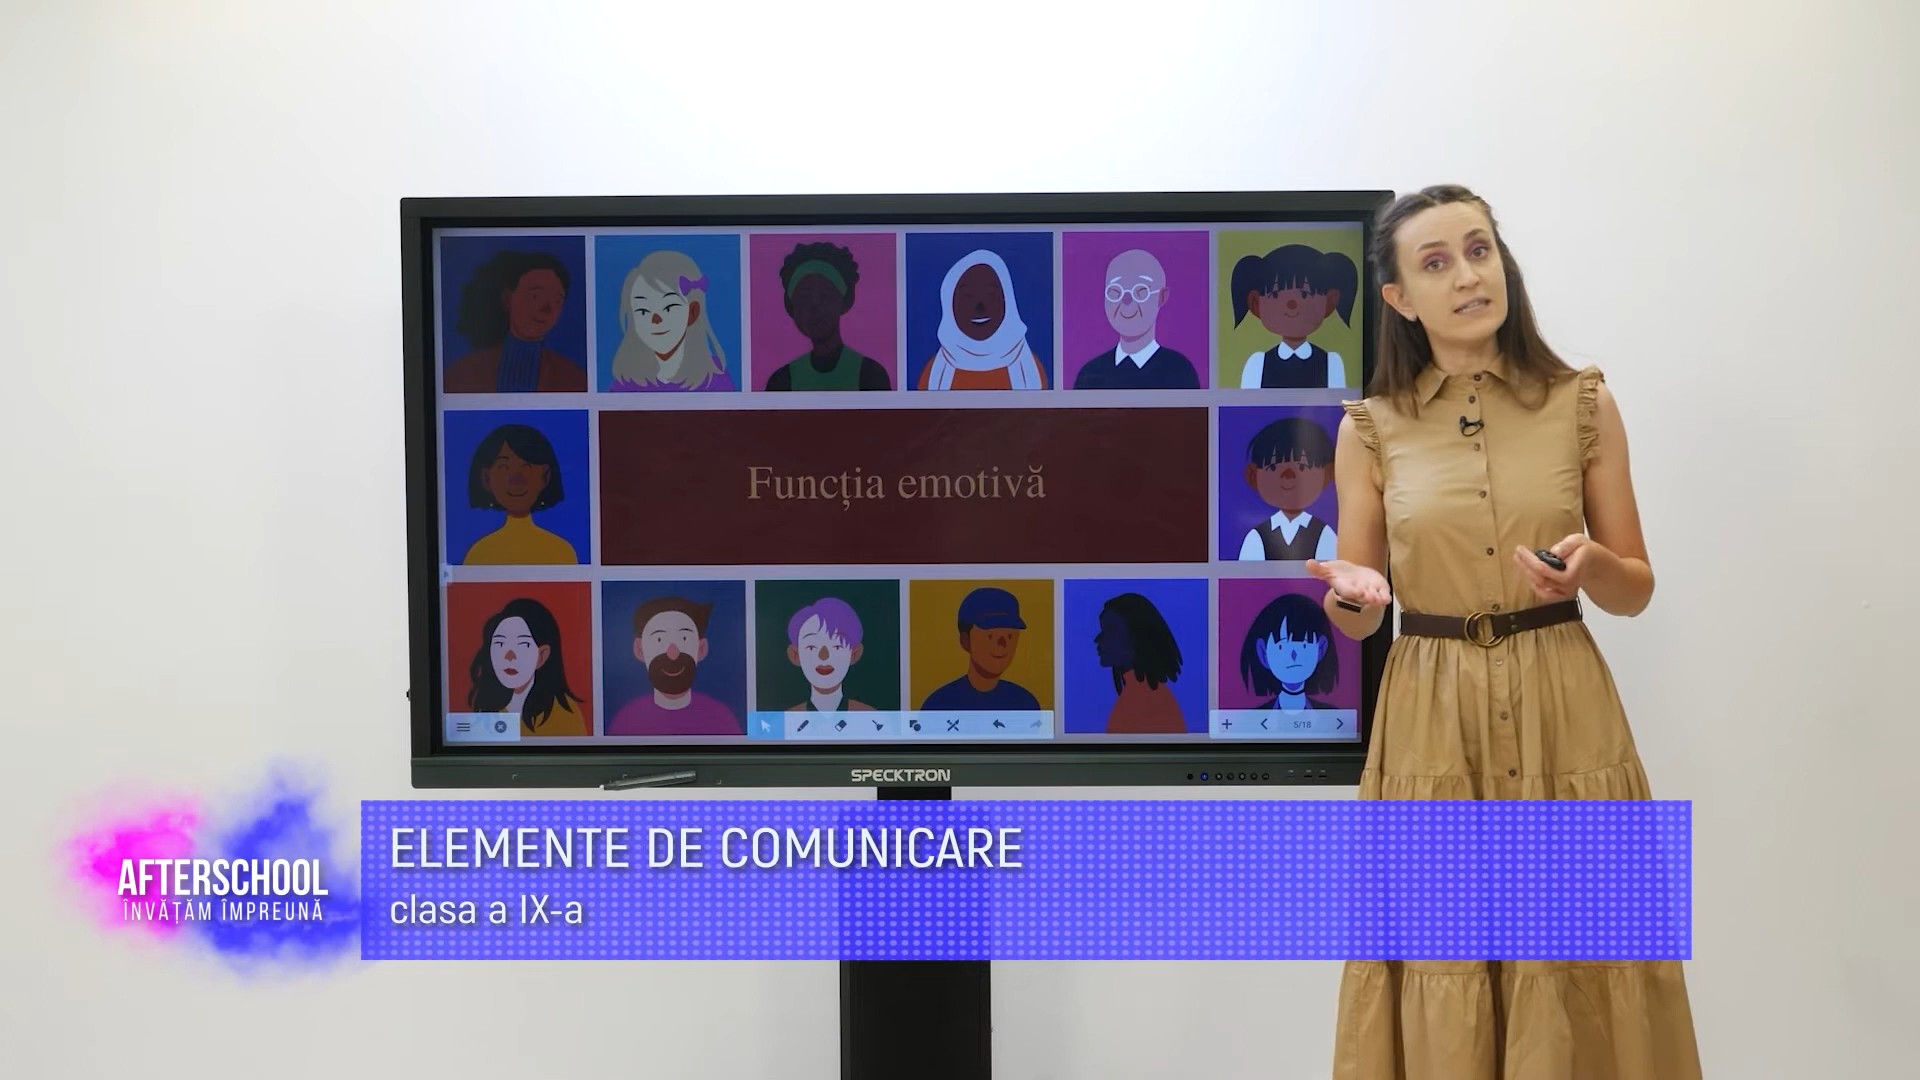 Funcția emotivă
5/18
SPECKTRON
ELEMENTE DE COMUNICARE
clasa a IX-a
AFTERSCHOOL
ÎNVĂȚĂM ÎMPREUNĂ